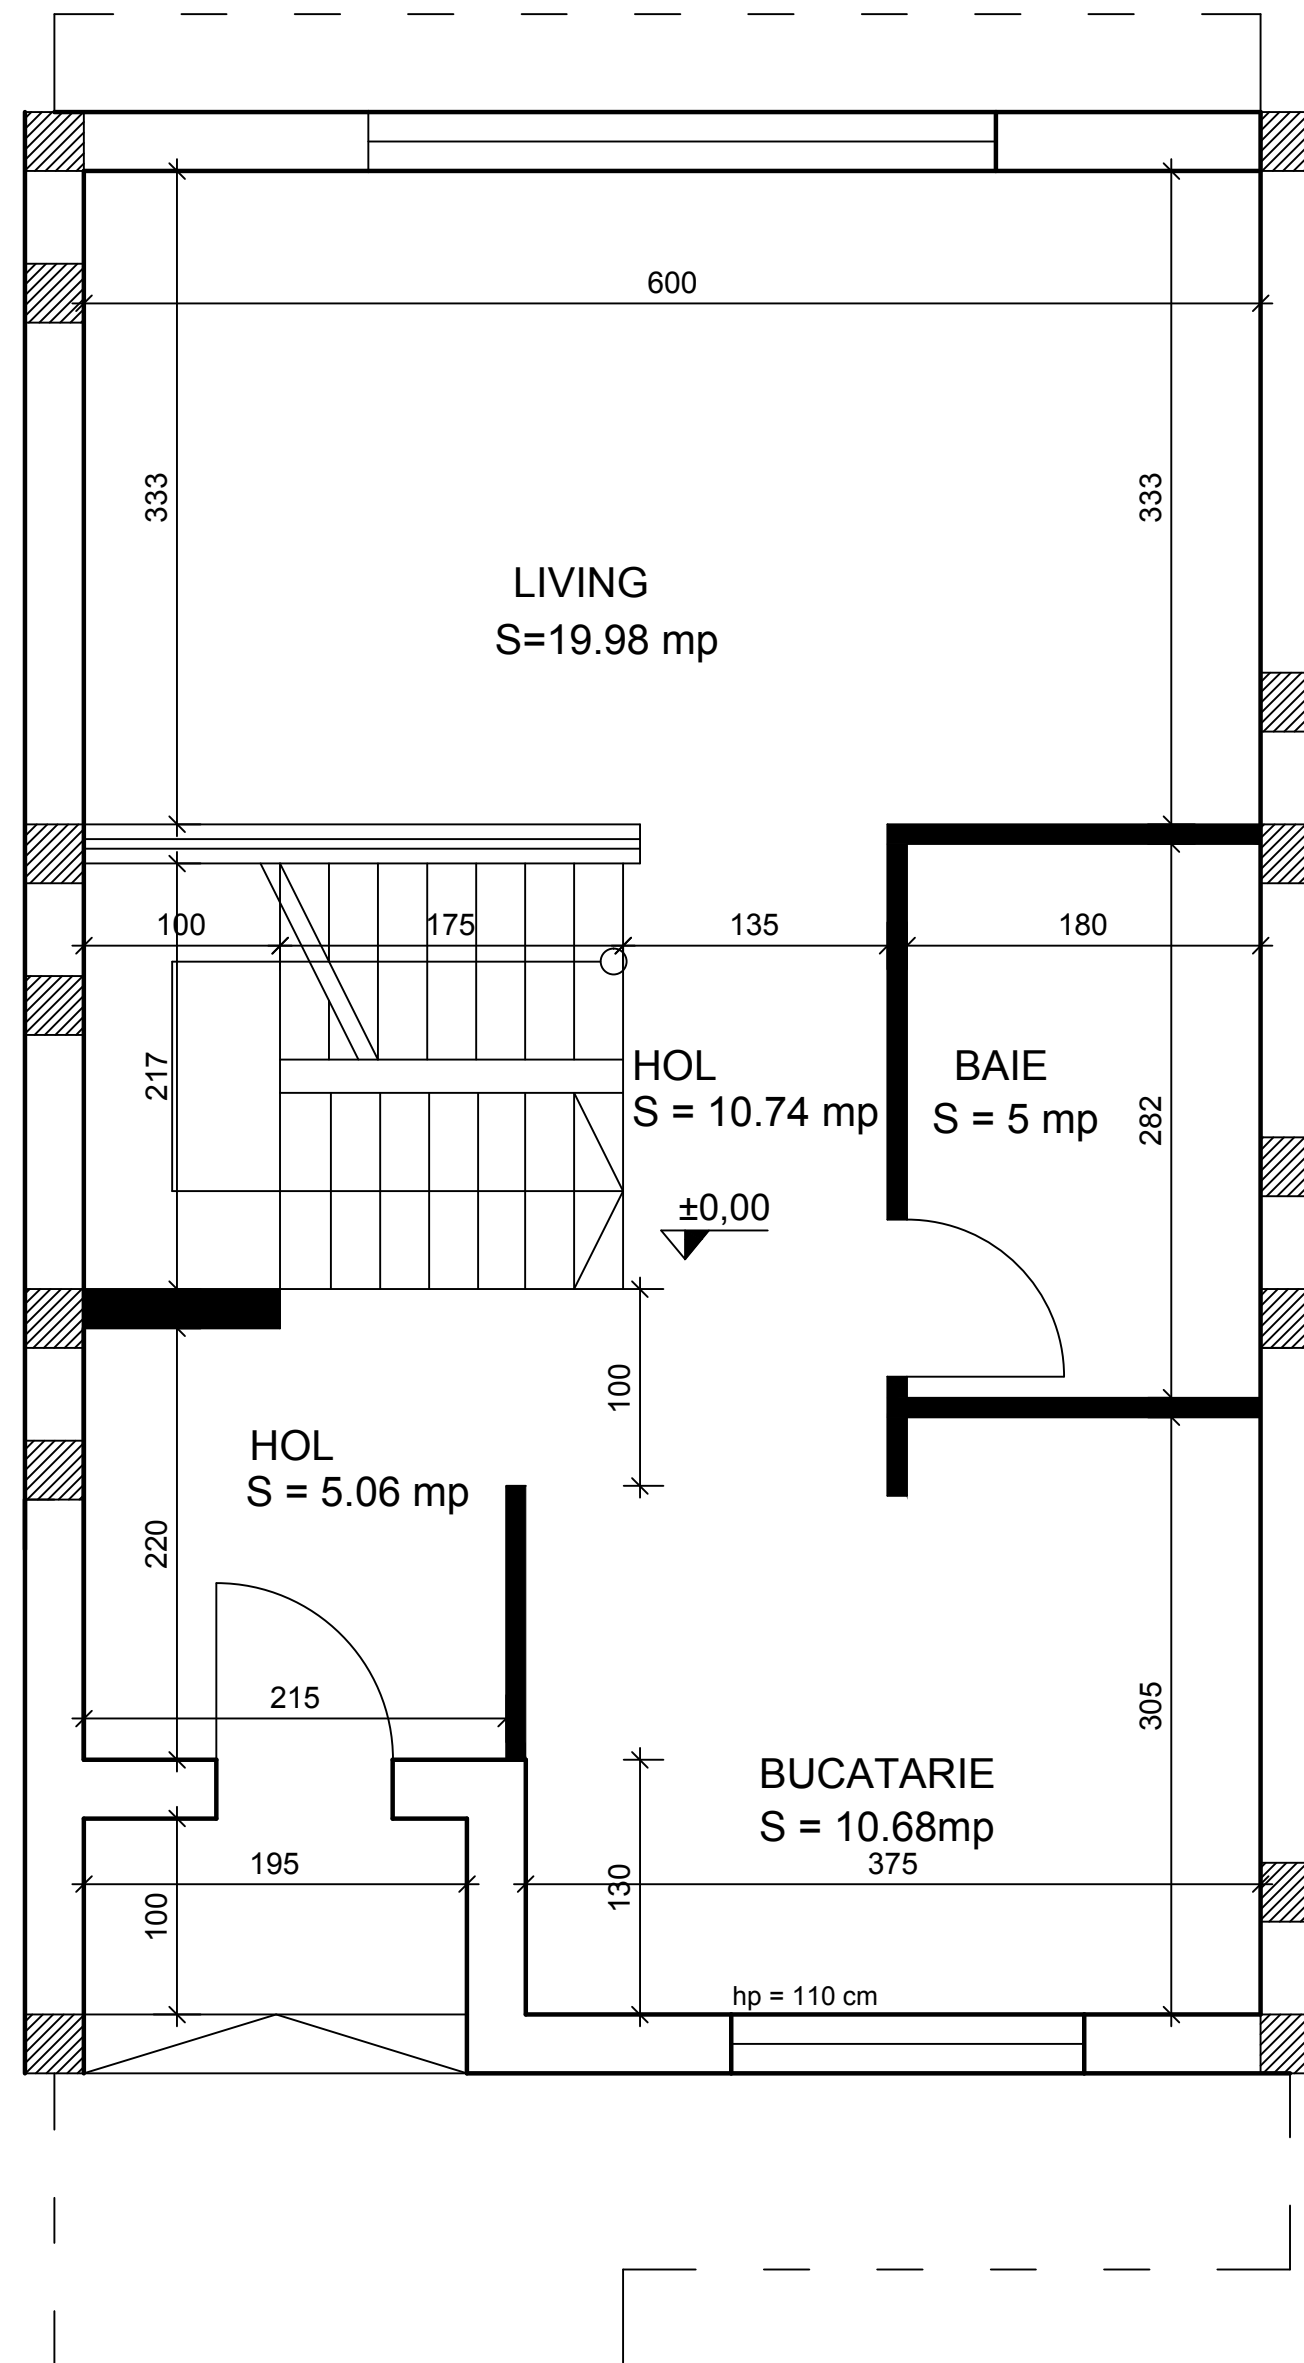 600
333
333
LIVING
S=19.98 mp
100
175
135
180
217
HOL
S = 10.74 mp
BAIE
S = 5 mp
282
±0,00
100
HOL
S = 5.06 mp
220
215
305
BUCATARIE
S = 10.68mp
195
375
130
100
hp = 110 cm